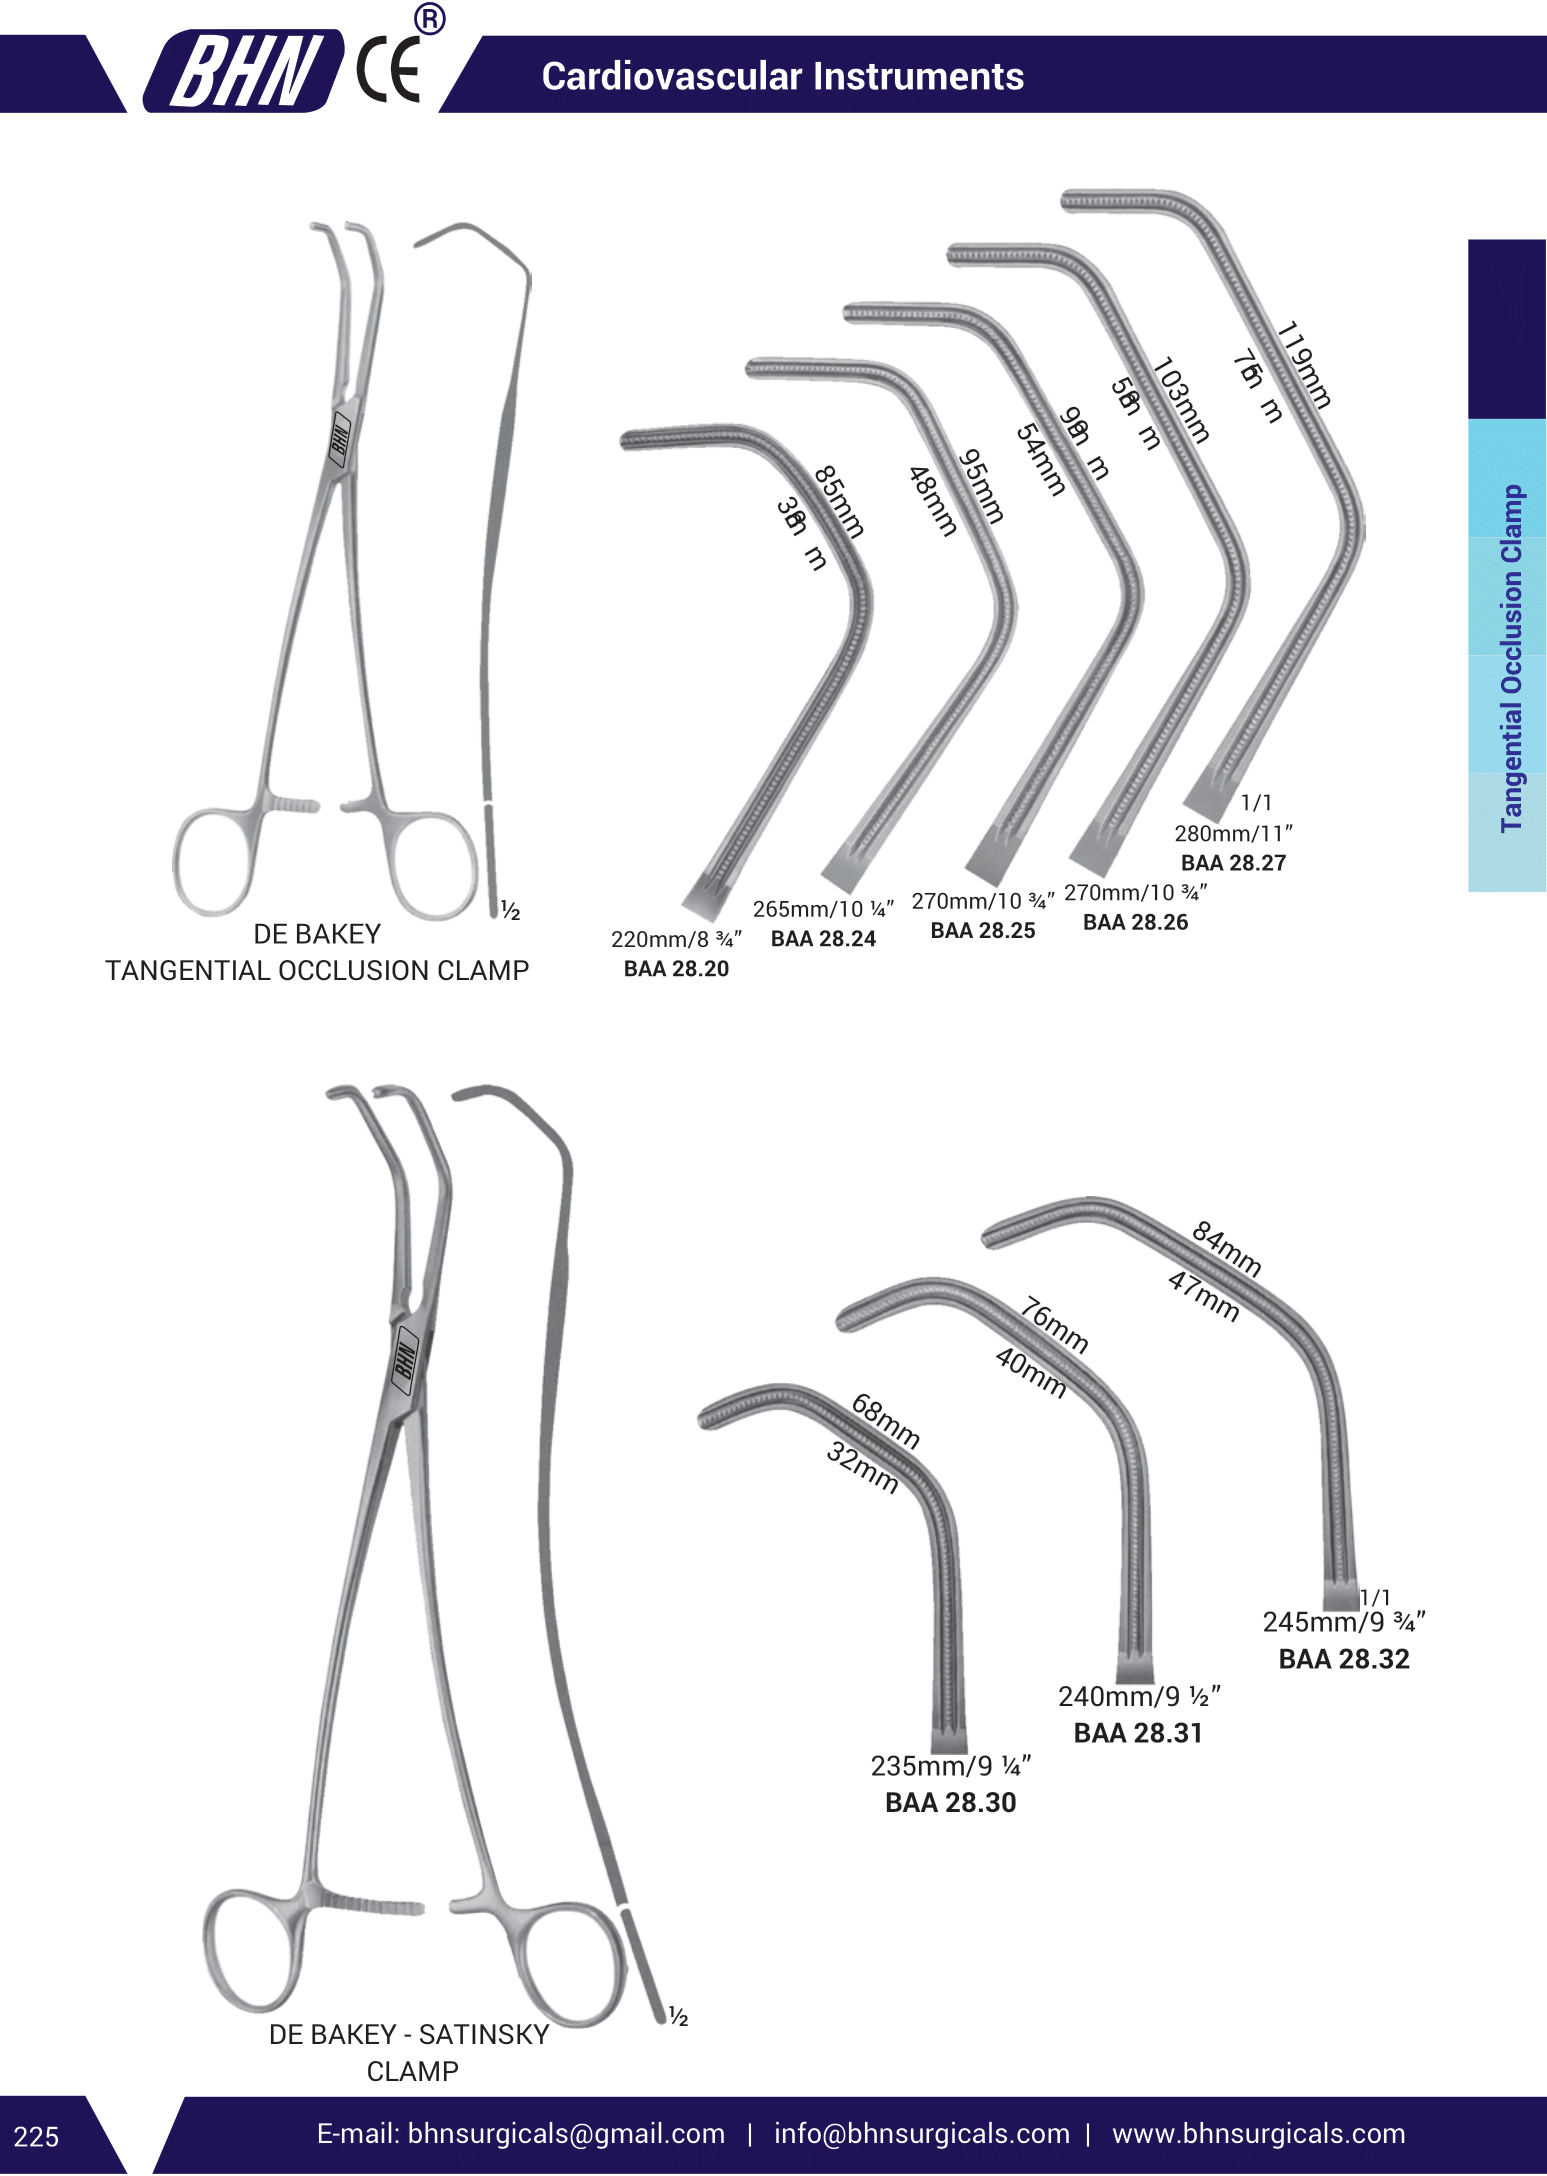 BHN CE ®
Cardiovascular Instruments
119mm
103mm
54mm
95mm
48mm
85mm
BHN
1/1
280mm/11”
BAA 28.27
270mm/10 ¾”
BAA 28.26
270mm/10 ¾”
BAA 28.25
265mm/10 ¼”
BAA 28.24
220mm/8 ¾”
BAA 28.20
½
DE BAKEY
TANGENTIAL OCCLUSION CLAMP
Tangential Occlusion Clamp
84mm
47mm
76mm
40mm
68mm
32mm
BHN
1/1
245mm/9 ¾”
BAA 28.32
240mm/9 ½”
BAA 28.31
235mm/9 ¼”
BAA 28.30
½
DE BAKEY - SATINSKY
CLAMP
225
E-mail: bhnsurgicals@gmail.com | info@bhnsurgicals.com | www.bhnsurgicals.com